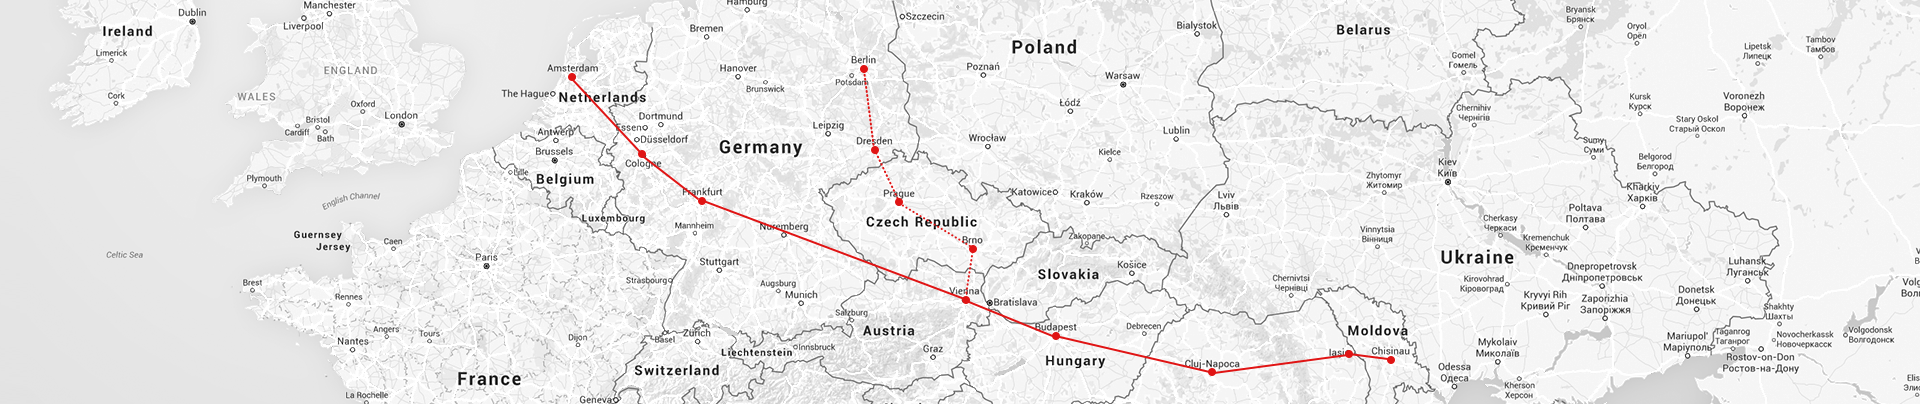 Dublin
Ireland
Limerick
Cork
Manchester
Liverpool
ENGLAND
WALES
Oxford
London
Bristol
Cardiff
Bath
Plymouth
English Channel
Guernsey
Jersey
Celtic Sea
Brest
Caen
Paris
Rennes
Angers
Tours
Nantes
Dijon
France
La Rochelle
Geneva
Amsterdam
The Hague
Netherlands
Antwerp
Brussels
Lille
Belgium
Luxembourg
Hamburg
Bremen
Hanover
Brunswick
Berlin
Potsdam
Dortmund
Essen
Düsseldorf
Cologne
Leipzig
Dresden
Germany
Frankfurt
Mannheim
Nuremberg
Stuttgart
Strasbourg
Augsburg
Munich
Salzburg
Zürich
Basel
Liechtenstein
Innsbruck
Switzerland
Prague
Czech Republic
Brno
Vienna
Austria
Graz
Bratislava
Slovakia
Košice
Budapest
Debrecen
Hungary
Szczecin
Poland
Poznań
Białystok
Warsaw
Łódź
Wrocław
Lublin
Kielce
Katowice
Kraków
Rzeszow
Zakopane
Cluj-Napoca
Iasi
Moldova
Chisinau
Belarus
Gomel
Гомель
Lviv
Львів
Zhytomyr
Житомир
Vinnytsia
Вінниця
Chernivtsi
Чернівці
Chernihiv
Чернігів
Kiev
Київ
Ukraine
Cherkasy
Черкаси
Kremenchuk
Кременчук
Kirovohrad
Кіровоград
Poltava
Полтава
Sumy
Суми
Kharkiv
Харків
Dnepropetrovsk
Дніпропетровськ
Kryvyi Rih
Кривий Ріг
Zaporizhia
Запоріжжя
Donetsk
Донецьк
Luhansk
Луганськ
Mariupol'
Маріуполь
Mykolaiv
Миколаїв
Odessa
Одеса
Kherson
Херсон
Bryansk
Брянск
Oryol
Орёл
Lipetsk
Липецк
Tambov
Тамбов
Kursk
Курск
Voronezh
Воронеж
Stary Oskol
Старый Оскол
Belgorod
Белгород
Shakhty
Шахты
Taganrog
Таганрог
Novocherkassk
Новочеркасск
Rostov-on-Don
Ростов-на-Дону
Volgodonsk
Волгодонск